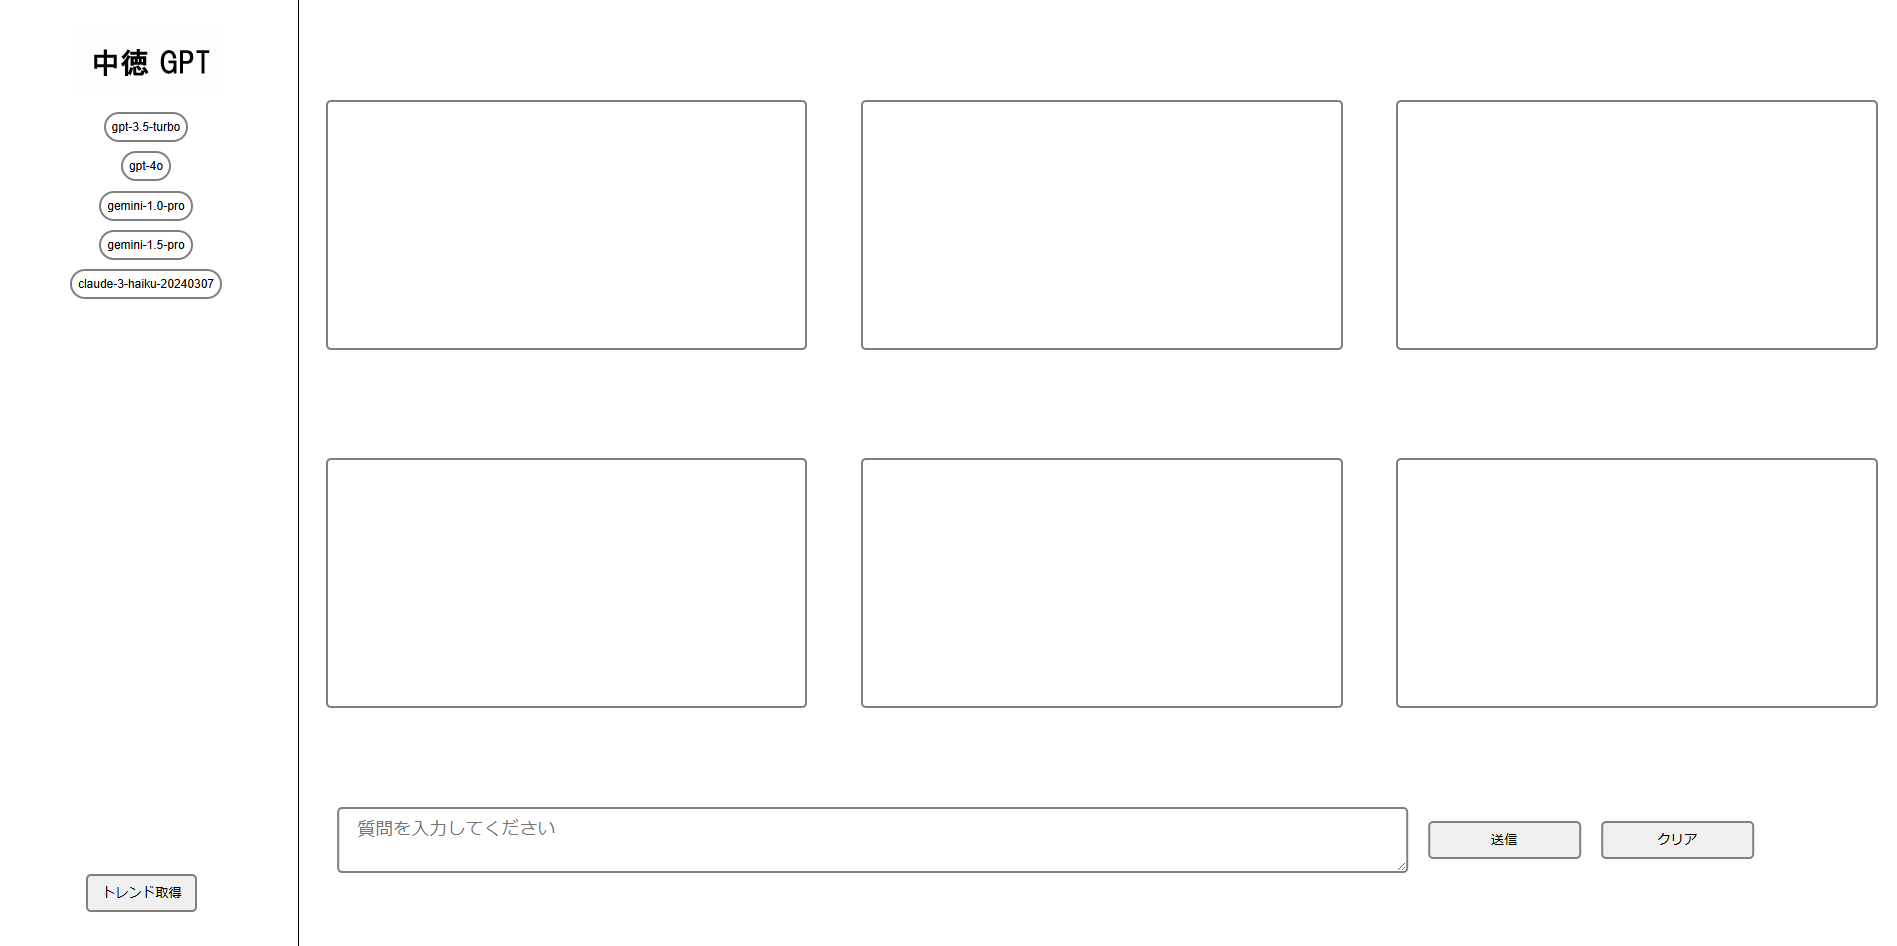 中徳 GPT
gpt-3.5-turbo
gpt-4o
gemini-1.0-pro
gemini-1.5-pro
claude-3-haiku-20240307
質問を入力してください
送信
クリア
トレンド取得